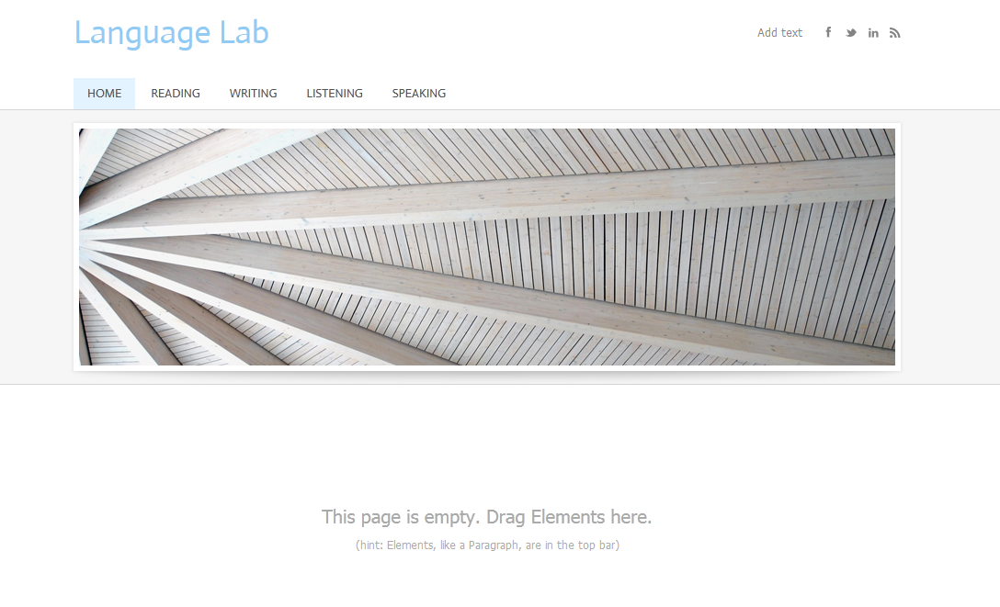 Language Lab
Add text
HOME READING WRITING LISTENING SPEAKING
This page is empty. Drag Elements here.
(hint: Elements, like a Paragraph, are in the top bar)